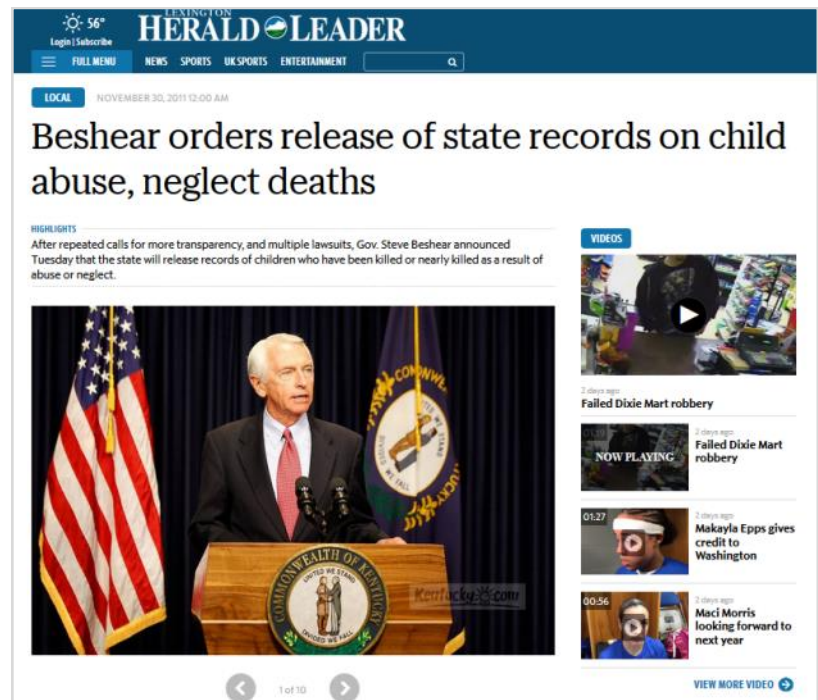 56°
Login | Subscribe
LEXINGTON
HERALD LEADER
FULL MENU
NEWS SPORTS UK SPORTS ENTERTAINMENT
LOCAL
NOVEMBER 30, 2011 12:00 AM
Beshear orders release of state records on child
abuse, neglect deaths
HIGHLIGHTS
After repeated calls for more transparency, and multiple lawsuits, Gov. Steve Beshear announced
Tuesday that the state will release records of children who have been killed or nearly killed as a result of
abuse or neglect.
COMMONWEALTH OF KENTUCKY
UNITED WE STAND
DIVIDED WE FALL
Kentucky.com
1 of 10
VIDEOS
2 days ago
Failed Dixie Mart robbery
NOW PLAYING
2 days ago
Failed Dixie Mart
robbery
01:27
2 days ago
Makayla Epps gives
credit to
Washington
00:56
2 days ago
Maci Morris
looking forward to
next year
VIEW MORE VIDEO